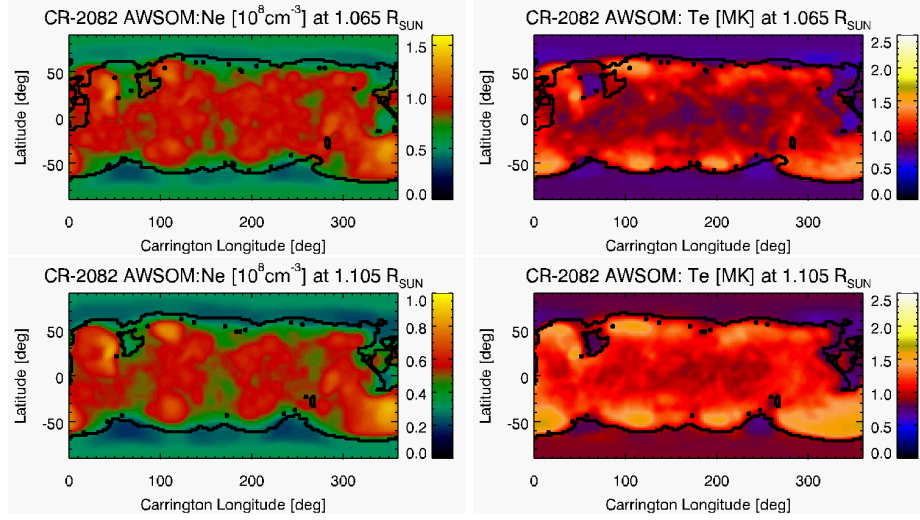 CR-2082 AWSOM:Ne [10⁸cm⁻³] at 1.065 R_SUN
Latitude [deg]
50
0
-50
0 100 200 300
Carrington Longitude [deg]
1.5
1.0
0.5
0.0
CR-2082 AWSOM: Te [MK] at 1.065 R_SUN
Latitude [deg]
50
0
-50
0 100 200 300
Carrington Longitude [deg]
2.5
2.0
1.5
1.0
0.5
0.0
CR-2082 AWSOM:Ne [10⁸cm⁻³] at 1.105 R_SUN
Latitude [deg]
50
0
-50
0 100 200 300
Carrington Longitude [deg]
1.0
0.8
0.6
0.4
0.2
0.0
CR-2082 AWSOM: Te [MK] at 1.105 R_SUN
Latitude [deg]
50
0
-50
0 100 200 300
Carrington Longitude [deg]
2.5
2.0
1.5
1.0
0.5
0.0